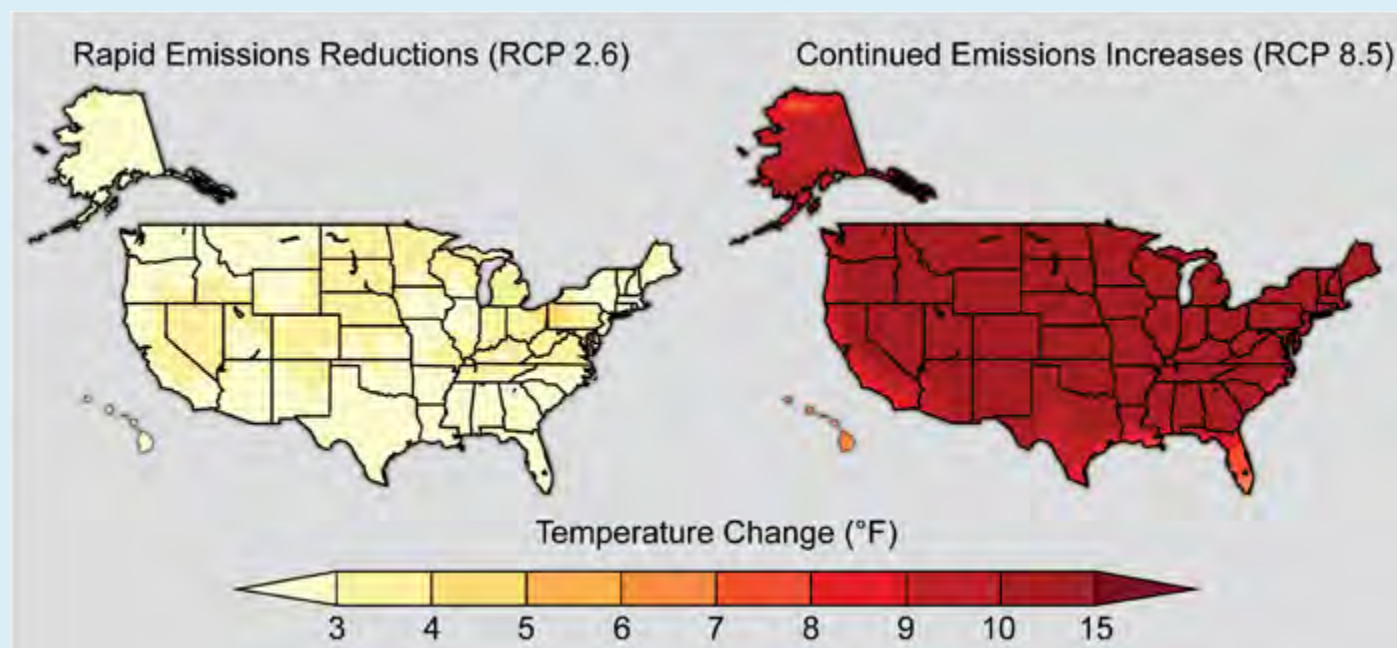 Rapid Emissions Reductions (RCP 2.6)
Continued Emissions Increases (RCP 8.5)
Temperature Change (°F)
3 4 5 6 7 8 9 10 15